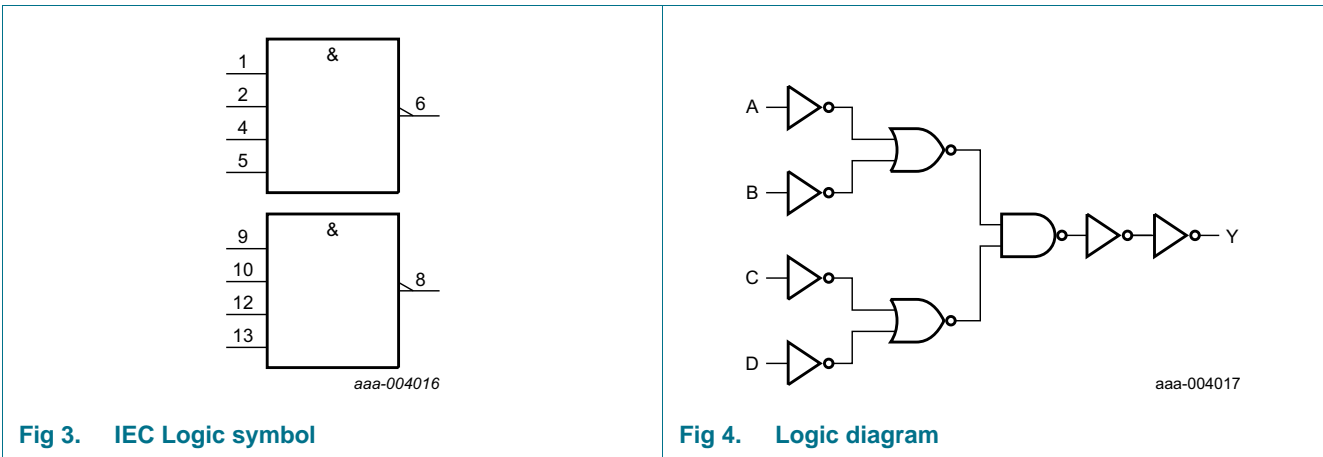 &
1
2
4
5
6
&
9
10
12
13
8
aaa-004016
Fig 3. IEC Logic symbol
A
B
C
D
Y
aaa-004017
Fig 4. Logic diagram